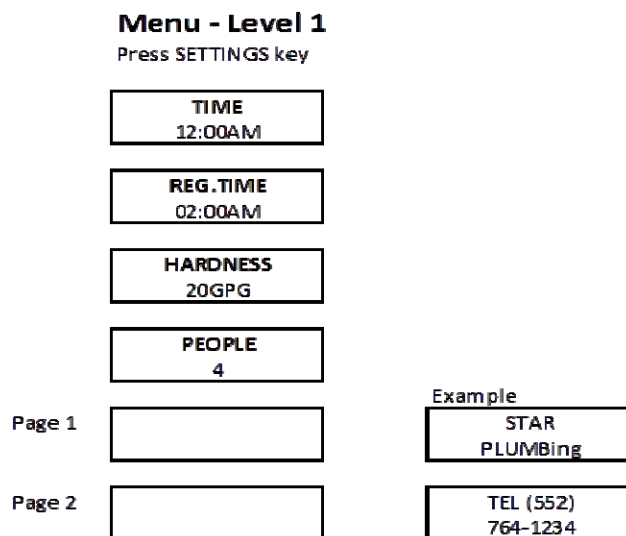 Menu - Level 1
Press SETTINGS key
TIME
12:00AM
REG.TIME
02:00AM
HARDNESS
20GPG
PEOPLE
4
Example
Page 1
STAR
PLUMBing
Page 2
TEL (552)
764-1234